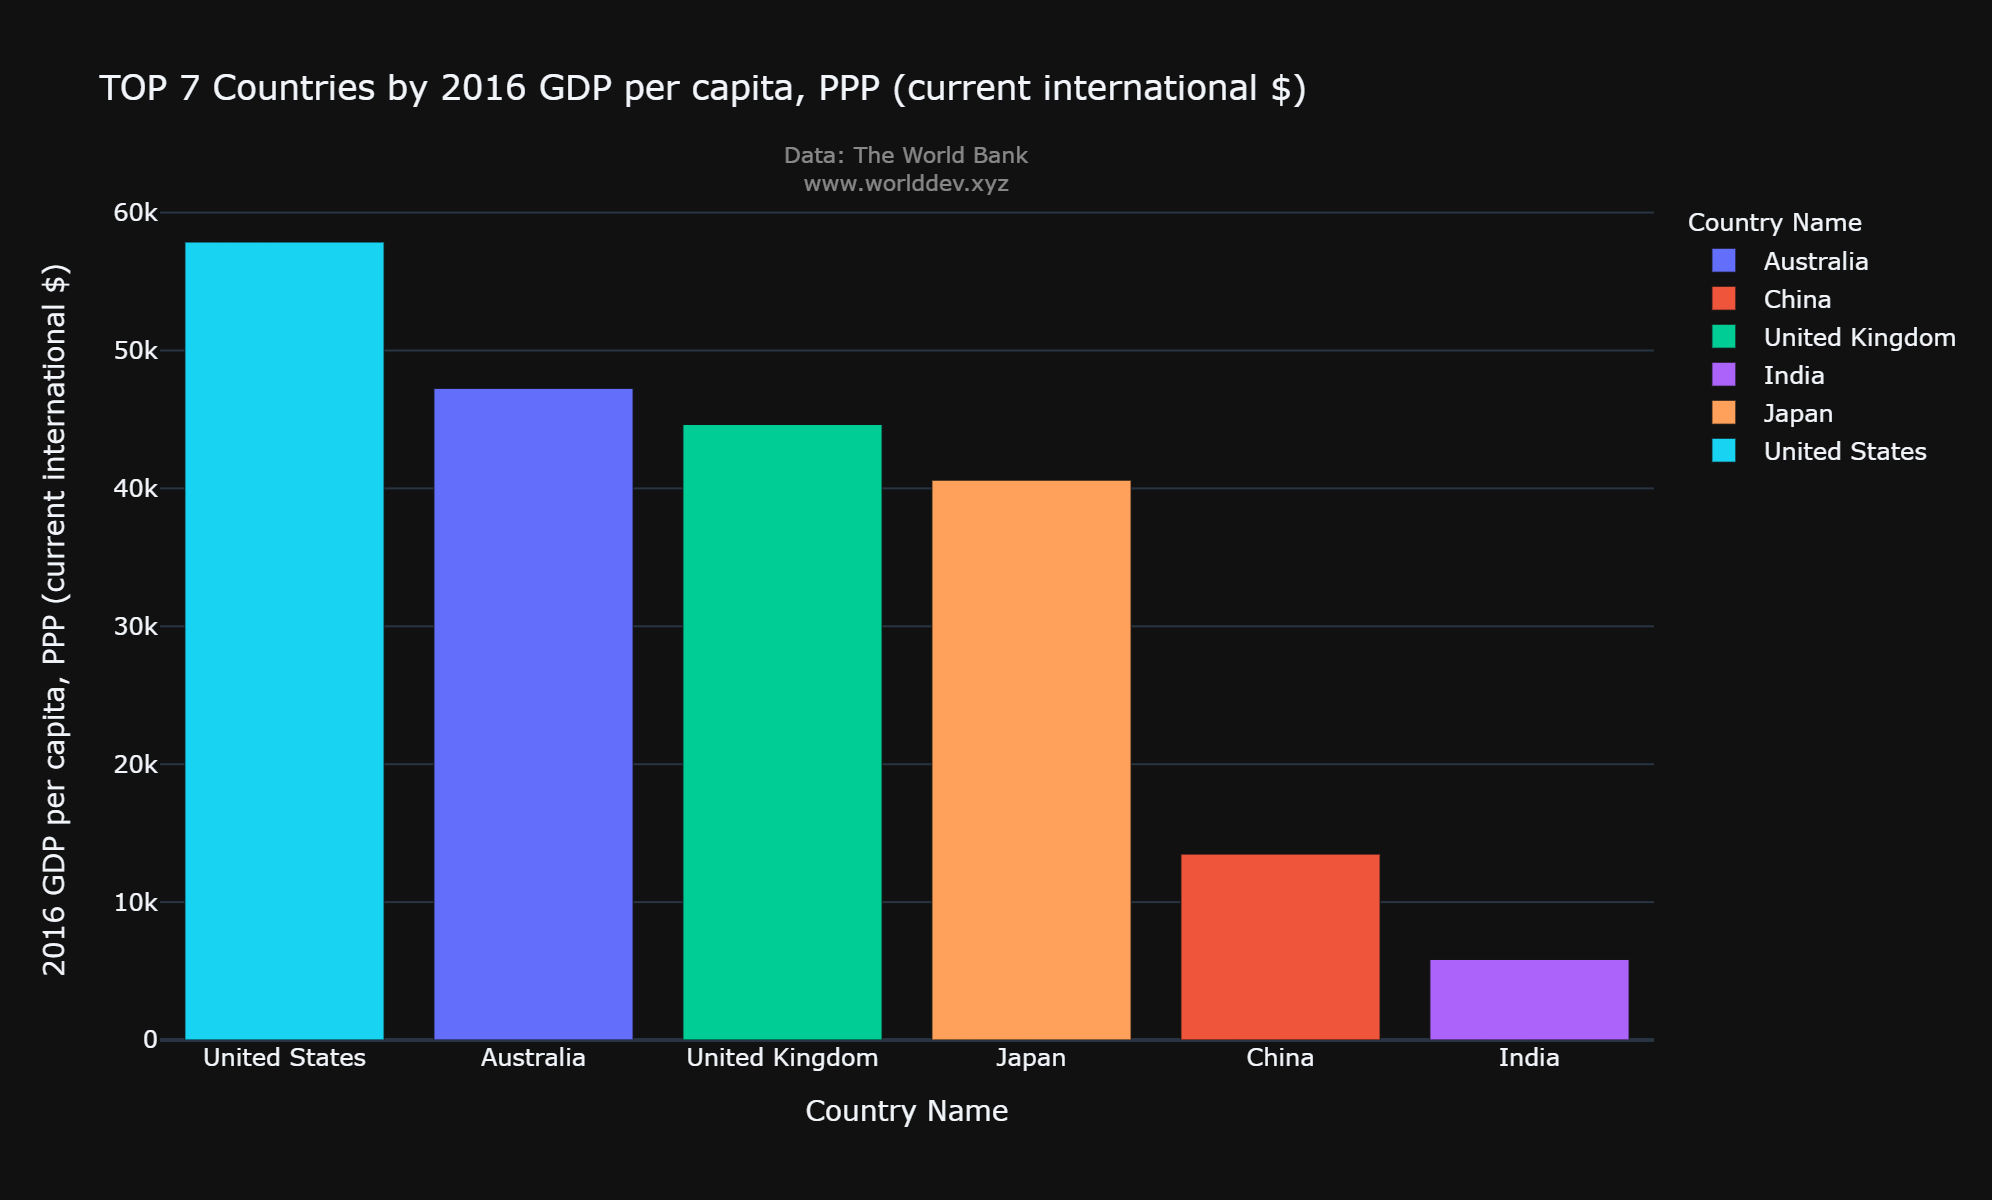 TOP 7 Countries by 2016 GDP per capita, PPP (current international $)
Data: The World Bank
www.worlddev.xyz
2016 GDP per capita, PPP (current international $)
60k
50k
40k
30k
20k
10k
0
United States
Australia
United Kingdom
Japan
China
India
Country Name
Country Name
Australia
China
United Kingdom
India
Japan
United States